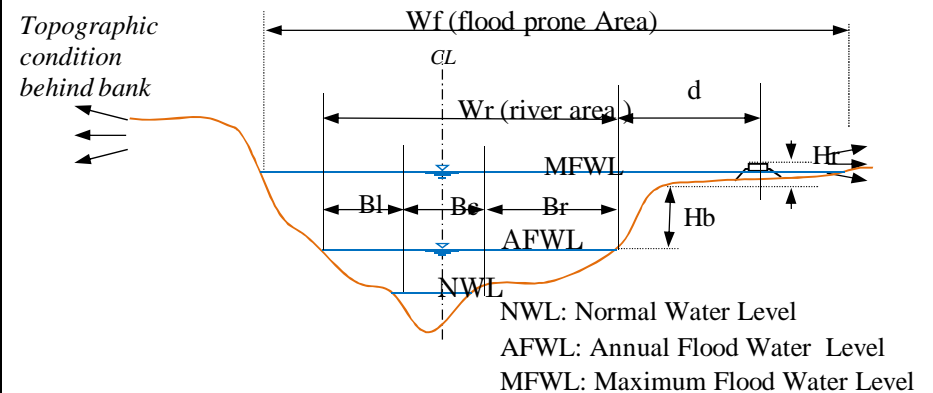 Topographic
condition
behind bank
Wf (flood prone Area)
CL
d
Wr (river area )
Hr
MFWL
Bl
Bc
Br
Hb
AFWL
NWL
NWL: Normal Water Level
AFWL: Annual Flood Water Level
MFWL: Maximum Flood Water Level